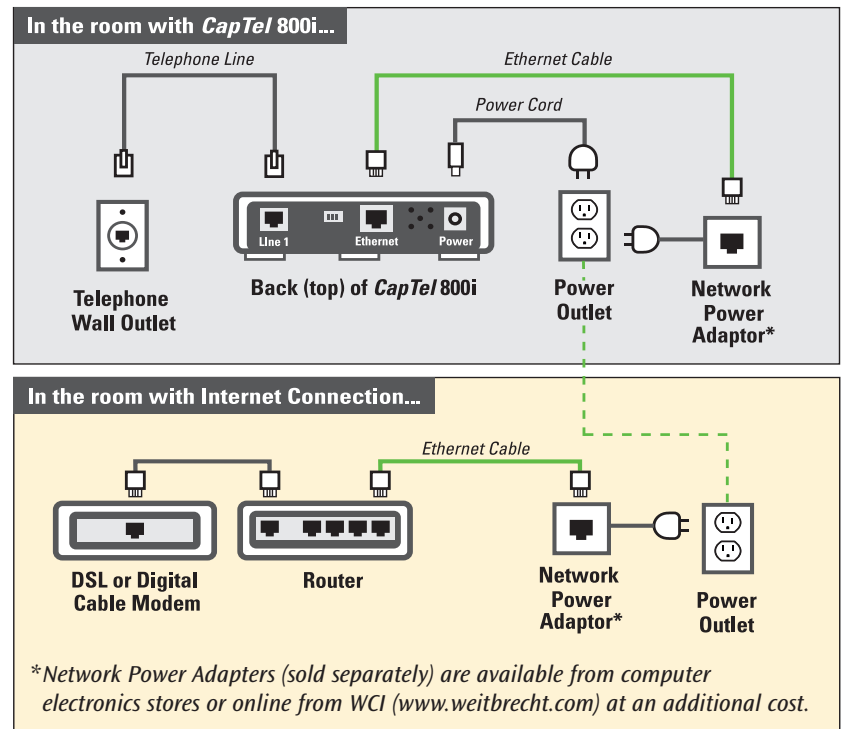 In the room with CapTel 800i...
Telephone Line
Ethernet Cable
Power Cord
Line 1
Ethernet
Power
Telephone
Wall Outlet
Back (top) of CapTel 800i
Power
Outlet
Network
Power
Adaptor*
In the room with Internet Connection...
Ethernet Cable
DSL or Digital
Cable Modem
Router
Network
Power
Adaptor*
Power
Outlet
*Network Power Adapters (sold separately) are available from computer
electronics stores or online from WCI (www.weitbrecht.com) at an additional cost.